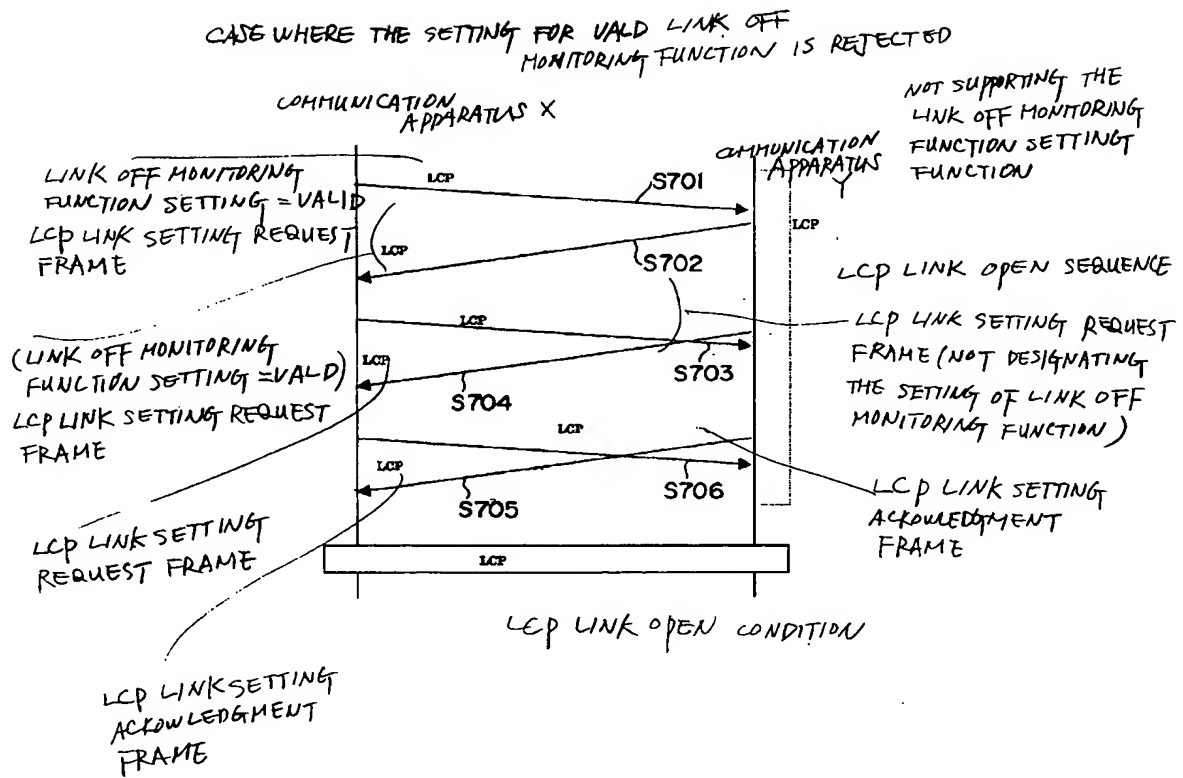 CASE WHERE THE SETTING FOR VALD LINK OFF
MONITORING FUNCTION IS REJECTED
COMMUNICATION
APPARATUS X
NOT SUPPORTING THE
LINK OFF MONITORING
FUNCTION SETTING
FUNCTION
COMMUNICATION
APPARATUS
Y
LINK OFF MONITORING
FUNCTION SETTING = VALID
LCP LINK SETTING REQUEST
FRAME
LCP
S701
LCP
LCP
S702
LCP LINK OPEN SEQUENCE
LCP
S703
LCP LINK SETTING REQUEST
FRAME (NOT DESIGNATING
THE SETTING OF LINK OFF
MONITORING FUNCTION)
(LINK OFF MONITORING
FUNCTION SETTING =VALD)
LCP LINK SETTING REQUEST
FRAME
LCP
S704
LCP
S706
LCP
S705
LCP LINK SETTING
ACKOWLEDGMENT
FRAME
LCP LINK SETTING
REQUEST FRAME
LCP
LCP LINK OPEN CONDITION
LCP LINK SETTING
ACKOWLEDGMENT
FRAME